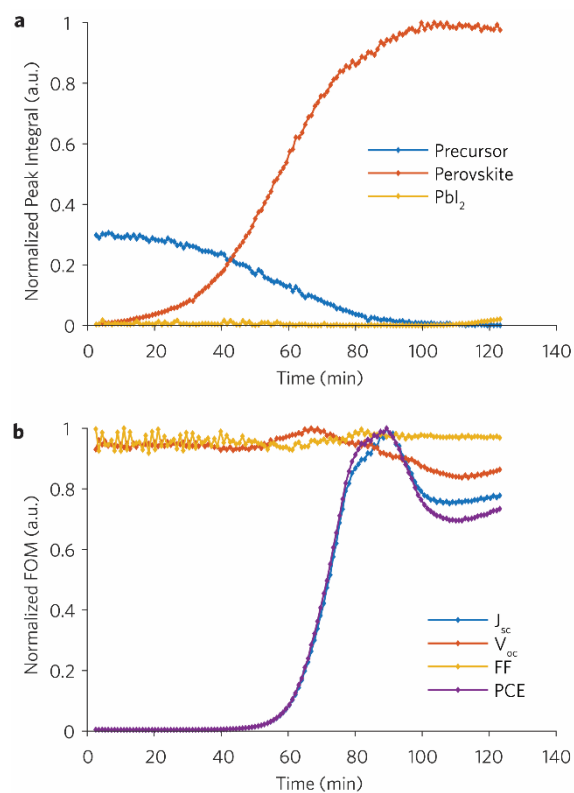 a
Normalized Peak Integral (a.u.)
1
0.8
0.6
0.4
0.2
0
Precursor
Perovskite
PbI₂
0 20 40 60 80 100 120 140
Time (min)
b
Normalized FOM (a.u.)
1
0.8
0.6
0.4
0.2
0
J_sc
V_oc
FF
PCE
0 20 40 60 80 100 120 140
Time (min)